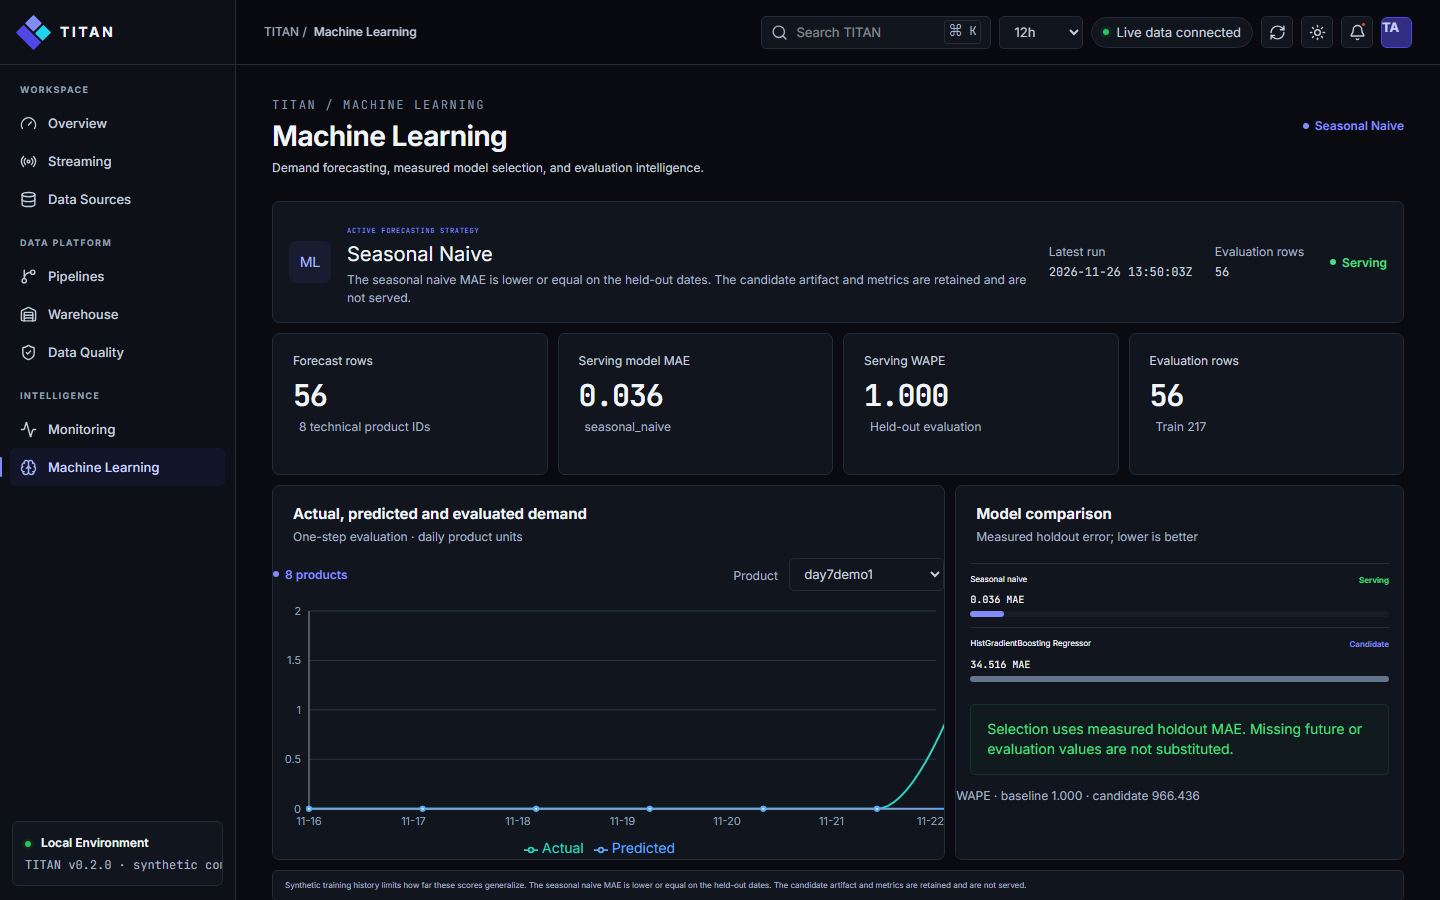 TITAN
TITAN / Machine Learning
Search TITAN
⌘ K
12h
Live data connected
TA
WORKSPACE
Overview
Streaming
Data Sources
DATA PLATFORM
Pipelines
Warehouse
Data Quality
INTELLIGENCE
Monitoring
Machine Learning
Local Environment
TITAN v0.2.0 · synthetic cor
TITAN / MACHINE LEARNING
Machine Learning
Demand forecasting, measured model selection, and evaluation intelligence.
Seasonal Naive
ML
ACTIVE FORECASTING STRATEGY
Seasonal Naive
The seasonal naive MAE is lower or equal on the held-out dates. The candidate artifact and metrics are retained and are
not served.
Latest run
2026-11-26 13:50:03Z
Evaluation rows
56
Serving
Forecast rows
56
8 technical product IDs
Serving model MAE
0.036
seasonal_naive
Serving WAPE
1.000
Held-out evaluation
Evaluation rows
56
Train 217
Actual, predicted and evaluated demand
One-step evaluation · daily product units
8 products
Product
day7demo1
2
1.5
1
0.5
0
11-16
11-17
11-18
11-19
11-20
11-21
11-22
Actual
Predicted
Model comparison
Measured holdout error; lower is better
Seasonal naive
Serving
0.036 MAE
HistGradientBoosting Regressor
Candidate
34.516 MAE
Selection uses measured holdout MAE. Missing future or
evaluation values are not substituted.
WAPE · baseline 1.000 · candidate 966.436
Synthetic training history limits how far these scores generalize. The seasonal naive MAE is lower or equal on the held-out dates. The candidate artifact and metrics are retained and are not served.